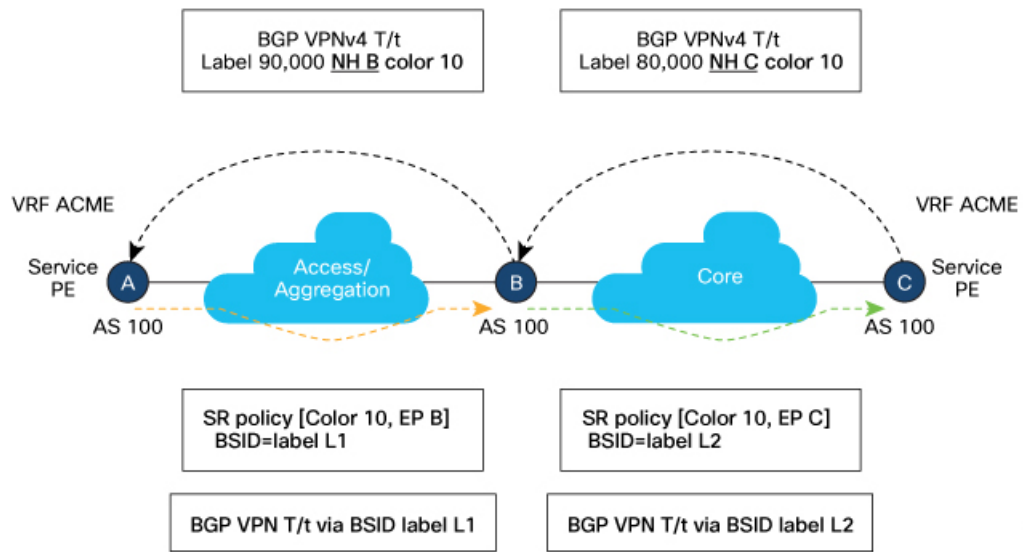 BGP VPNv4 T/t
Label 90,000 NH B color 10
BGP VPNv4 T/t
Label 80,000 NH C color 10
VRF ACME
VRF ACME
Service
PE
A
Access/
Aggregation
B
Core
C
Service
PE
AS 100
AS 100
AS 100
SR policy [Color 10, EP B]
BSID=label L1
SR policy [Color 10, EP C]
BSID=label L2
BGP VPN T/t via BSID label L1
BGP VPN T/t via BSID label L2